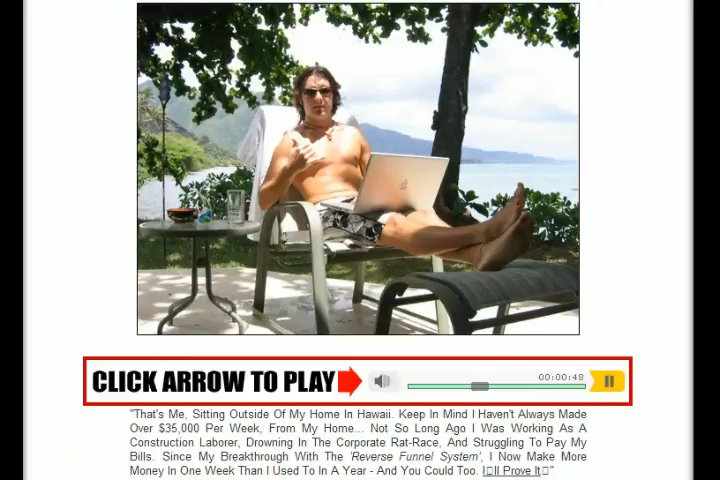 CLICK ARROW TO PLAY
00:00:48
"That's Me, Sitting Outside Of My Home In Hawaii. Keep In Mind I Haven't Always Made
Over $35,000 Per Week, From My Home... Not So Long Ago I Was Working As A
Construction Laborer, Drowning In The Corporate Rat-Race, And Struggling To Pay My
Bills. Since My Breakthrough With The 'Reverse Funnel System', I Now Make More
Money In One Week Than I Used To In A Year - And You Could Too. I▯ll Prove It▯"